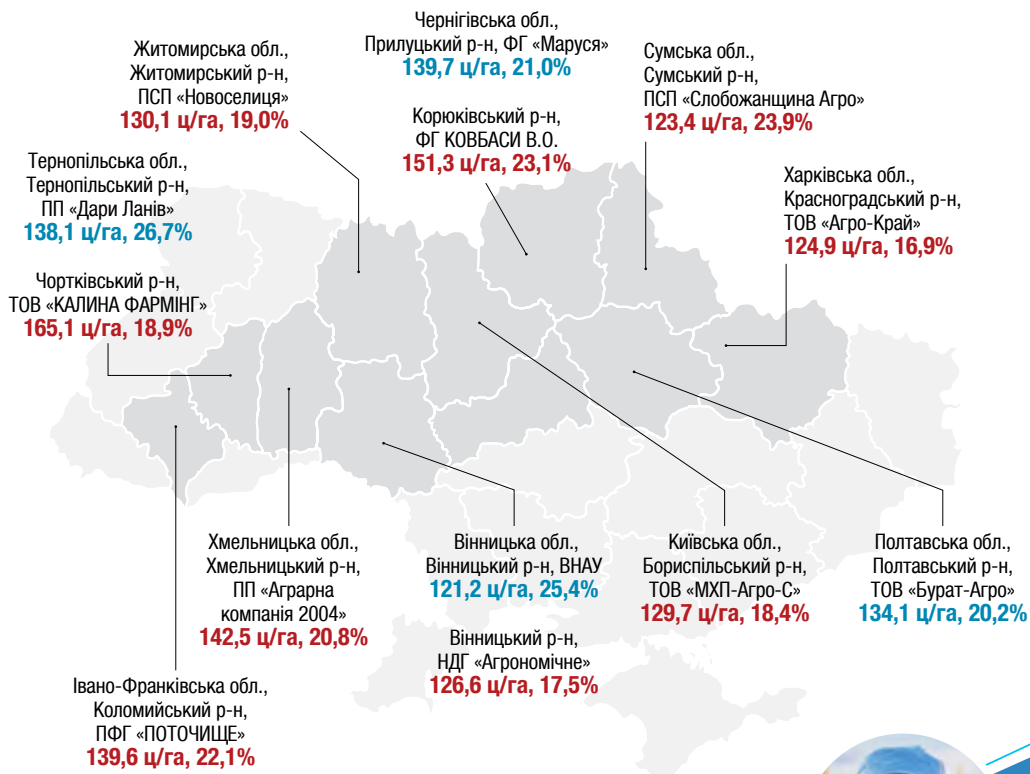 Чернігівська обл.,
Прилуцький р-н, ФГ «Маруся»
139,7 ц/га, 21,0%
Корюківський р-н,
ФГ КОВБАСИ В.О.
151,3 ц/га, 23,1%
Житомирська обл.,
Житомирський р-н,
ПСП «Новоселиця»
130,1 ц/га, 19,0%
Сумська обл.,
Сумський р-н,
ПСП «Слобожанщина Агро»
123,4 ц/га, 23,9%
Тернопільська обл.,
Тернопільський р-н,
ПП «Дари Ланів»
138,1 ц/га, 26,7%
Чортківський р-н,
ТОВ «КАЛИНА ФАРМІНГ»
165,1 ц/га, 18,9%
Харківська обл.,
Красноградський р-н,
ТОВ «Агро-Край»
124,9 ц/га, 16,9%
Хмельницька обл.,
Хмельницький р-н,
ПП «Аграрна
компанія 2004»
142,5 ц/га, 20,8%
Вінницька обл.,
Вінницький р-н, ВНАУ
121,2 ц/га, 25,4%
Вінницький р-н,
НДГ «Агрономічне»
126,6 ц/га, 17,5%
Київська обл.,
Бориспільський р-н,
ТОВ «МХП-Агро-С»
129,7 ц/га, 18,4%
Полтавська обл.,
Полтавський р-н,
ТОВ «Бурат-Агро»
134,1 ц/га, 20,2%
Івано-Франківська обл.,
Коломийський р-н,
ПФГ «ПОТОЧИЩЕ»
139,6 ц/га, 22,1%